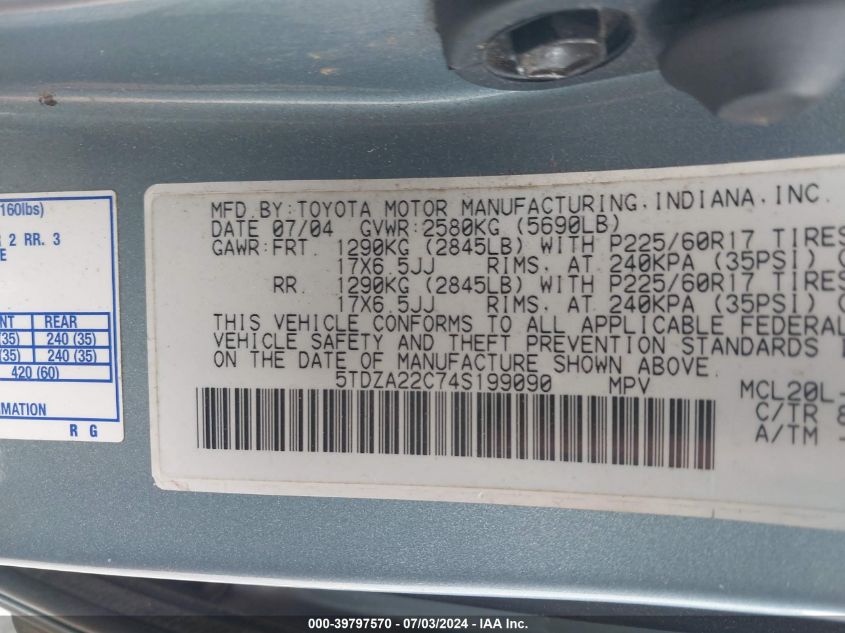 160lbs)
2 RR. 3
E
NT REAR
(35) 240 (35)
(35) 240 (35)
420 (60)
RMATION
R G
MFD BY:TOYOTA MOTOR MANUFACTURING.INDIANA.INC.
DATE 07/04 GVWR:2580KG (5690LB)
GAWR:FRT. 1290KG (2845LB) WITH P225/60R17 TIRES
17X6.5JJ RIMS. AT 240KPA (35PSI) C
RR. 1290KG (2845LB) WITH P225/60R17 TIRES
17X6.5JJ RIMS. AT 240KPA (35PSI) C
THIS VEHICLE CONFORMS TO ALL APPLICABLE FEDERAL
VEHICLE SAFETY AND THEFT PREVENTION STANDARDS
ON THE DATE OF MANUFACTURE SHOWN ABOVE.
5TDZA22C74S199090 MPV MCL20L-
C/TR 8
A/TM -
000-39797570 / 07/03/2024 - COPYRIGHT IAA, INC.